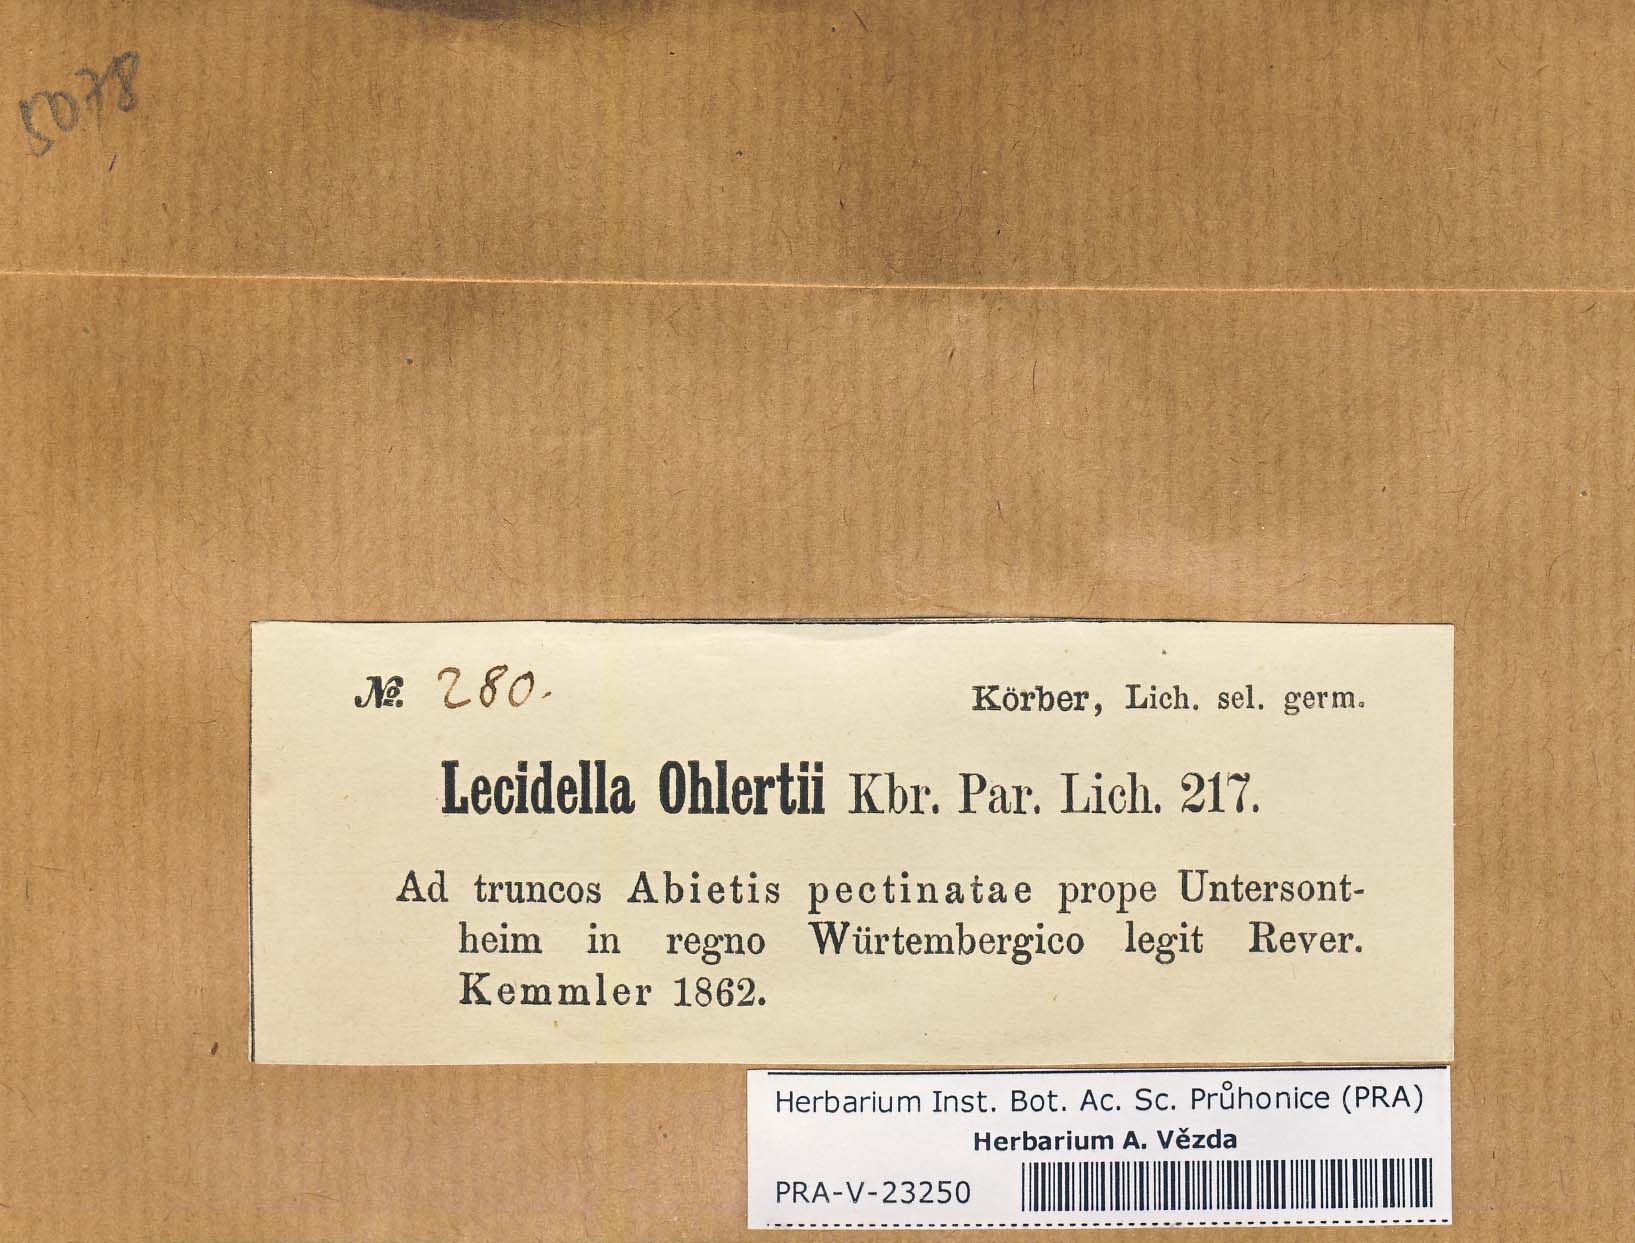 5078
№. 280.
Körber, Lich. sel. germ.
Lecidella Ohlertii Kbr. Par. Lich. 217.
Ad truncos Abietis pectinatae prope Untersont-
heim in regno Würtembergico legit Rever.
Kemmler 1862.
Herbarium Inst. Bot. Ac. Sc. Průhonice (PRA)
Herbarium A. Vězda
PRA-V-23250